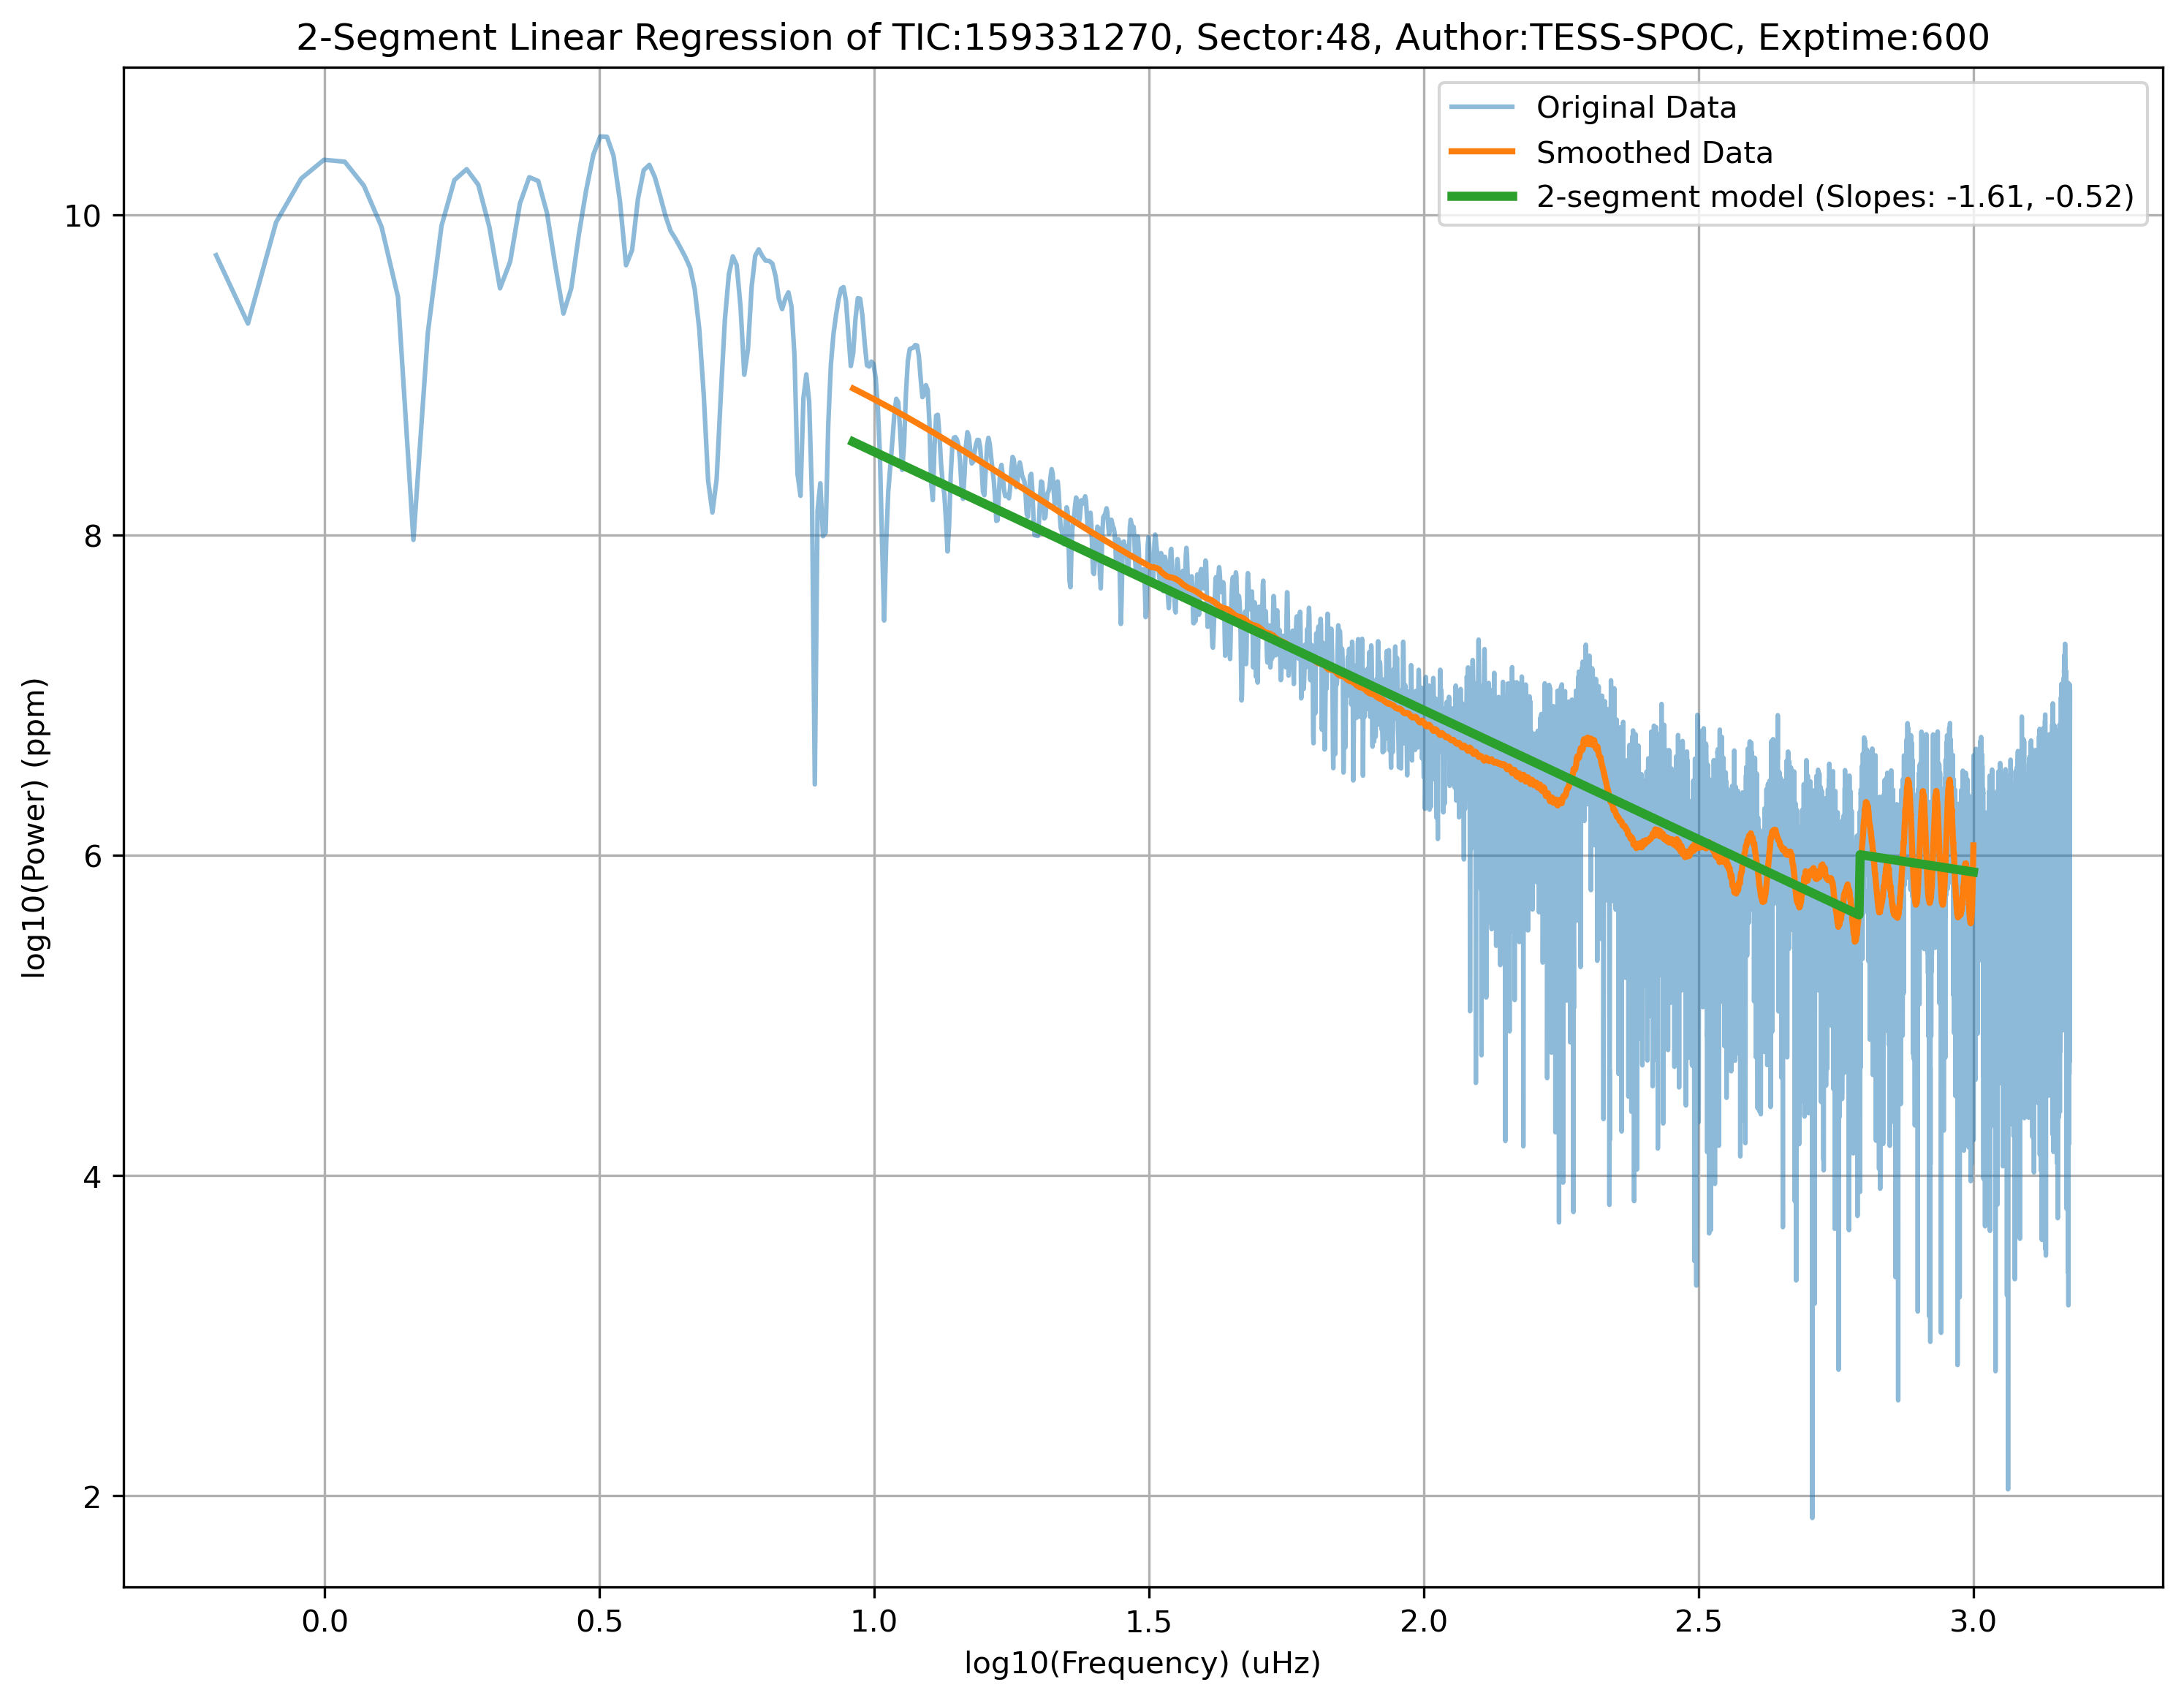 2-Segment Linear Regression of TIC:159331270, Sector:48, Author:TESS-SPOC, Exptime:600
Original Data
Smoothed Data
2-segment model (Slopes: -1.61, -0.52)
log10(Power) (ppm)
10
8
6
4
2
0.0 0.5 1.0 1.5 2.0 2.5 3.0
log10(Frequency) (uHz)